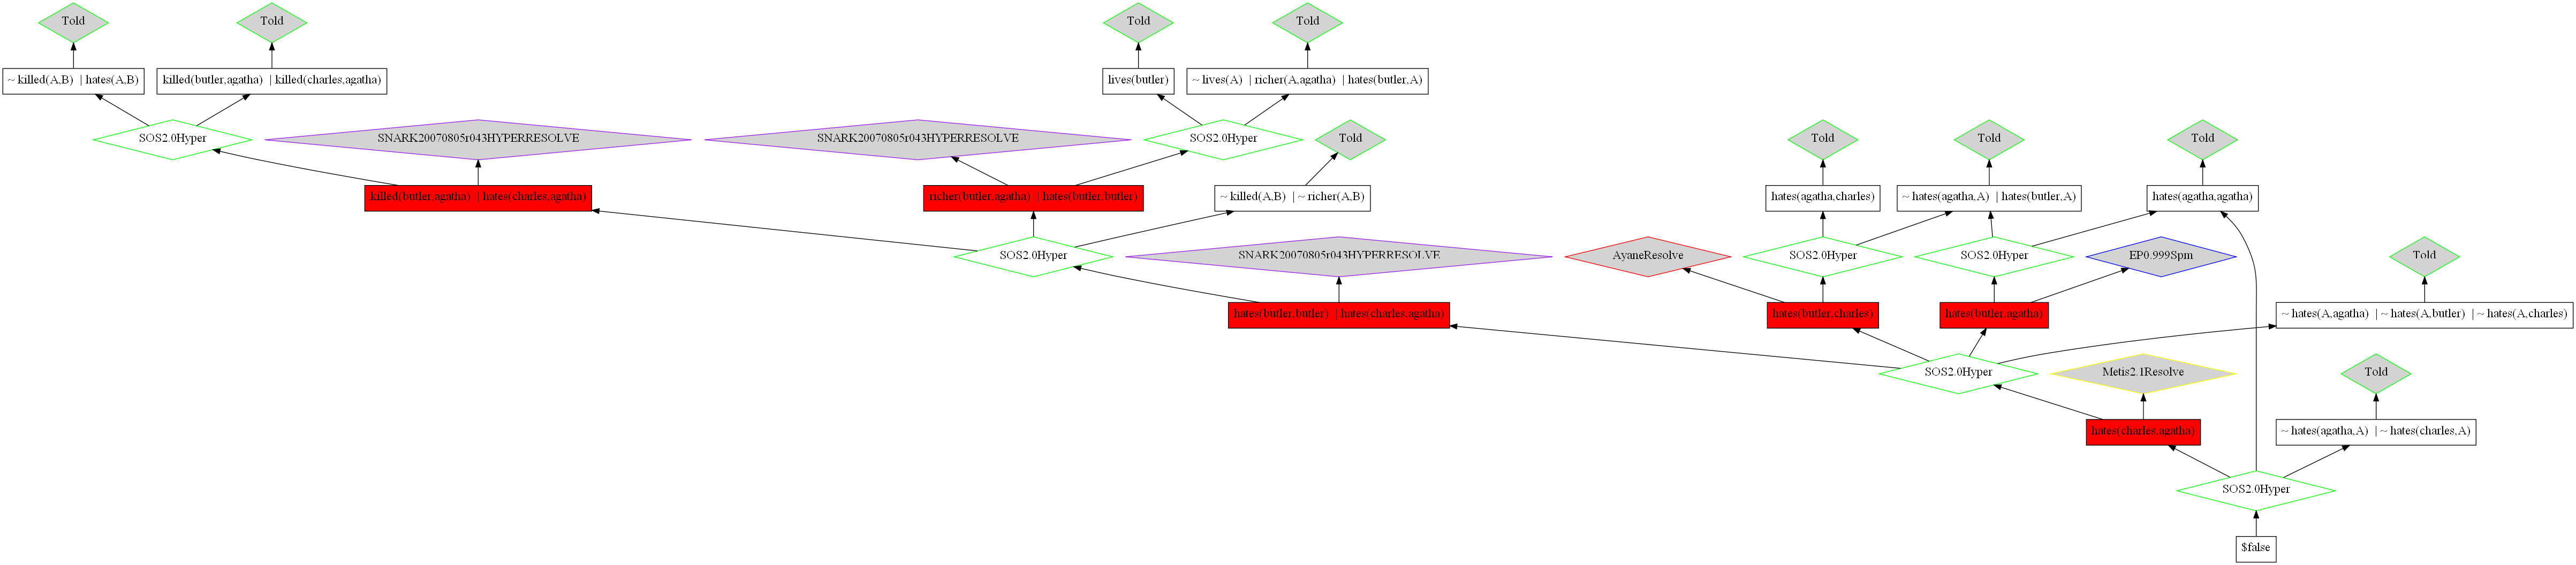 Told
Told
Told
Told
~ killed(A,B) | hates(A,B)
killed(butler,agatha) | killed(charles,agatha)
lives(butler)
~ lives(A) | richer(A,agatha) | hates(butler,A)
SOS2.0Hyper
SNARK20070805r043HYPERRESOLVE
SNARK20070805r043HYPERRESOLVE
SOS2.0Hyper
Told
Told
Told
Told
killed(butler,agatha) | hates(charles,agatha)
richer(butler,agatha) | hates(butler,butler)
~ killed(A,B) | ~ richer(A,B)
hates(agatha,charles)
~ hates(agatha,A) | hates(butler,A)
hates(agatha,agatha)
SOS2.0Hyper
SNARK20070805r043HYPERRESOLVE
AyaneResolve
SOS2.0Hyper
SOS2.0Hyper
EP0.999Spm
Told
hates(butler,butler) | hates(charles,agatha)
hates(butler,charles)
hates(butler,agatha)
~ hates(A,agatha) | ~ hates(A,butler) | ~ hates(A,charles)
SOS2.0Hyper
Metis2.1Resolve
Told
hates(charles,agatha)
~ hates(agatha,A) | ~ hates(charles,A)
SOS2.0Hyper
$false